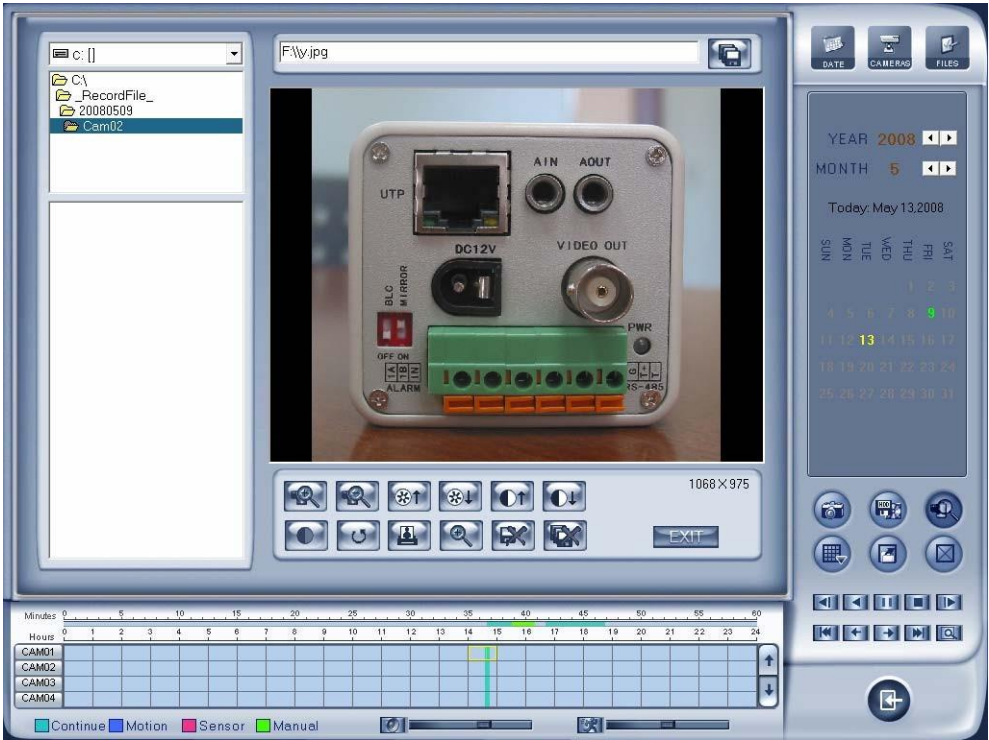 c: []
F:\\y.jpg
C:\
_RecordFile_
20080509
Cam02
DATE CAMERAS FILES
YEAR 2008
MONTH 5
Today: May 13,2008
SUN MON TUE WED THU FRI SAT
1 2 3
4 5 6 7 8 9 10
11 12 13 14 15 16 17
18 19 20 21 22 23 24
25 26 27 28 29 30 31
AIN AOUT
UTP
DC12V VIDEO OUT
BLC MIRROR
PWR
OFF ON
1A 1B IN
ALARM
G T+ T-
RS-485
1068×975
EXIT
HDD
Minutes 0 5 10 15 20 25 30 35 40 45 50 55 60
Hours 0 1 2 3 4 5 6 7 8 9 10 11 12 13 14 15 16 17 18 19 20 21 22 23 24
CAM01
CAM02
CAM03
CAM04
Continue Motion Sensor Manual